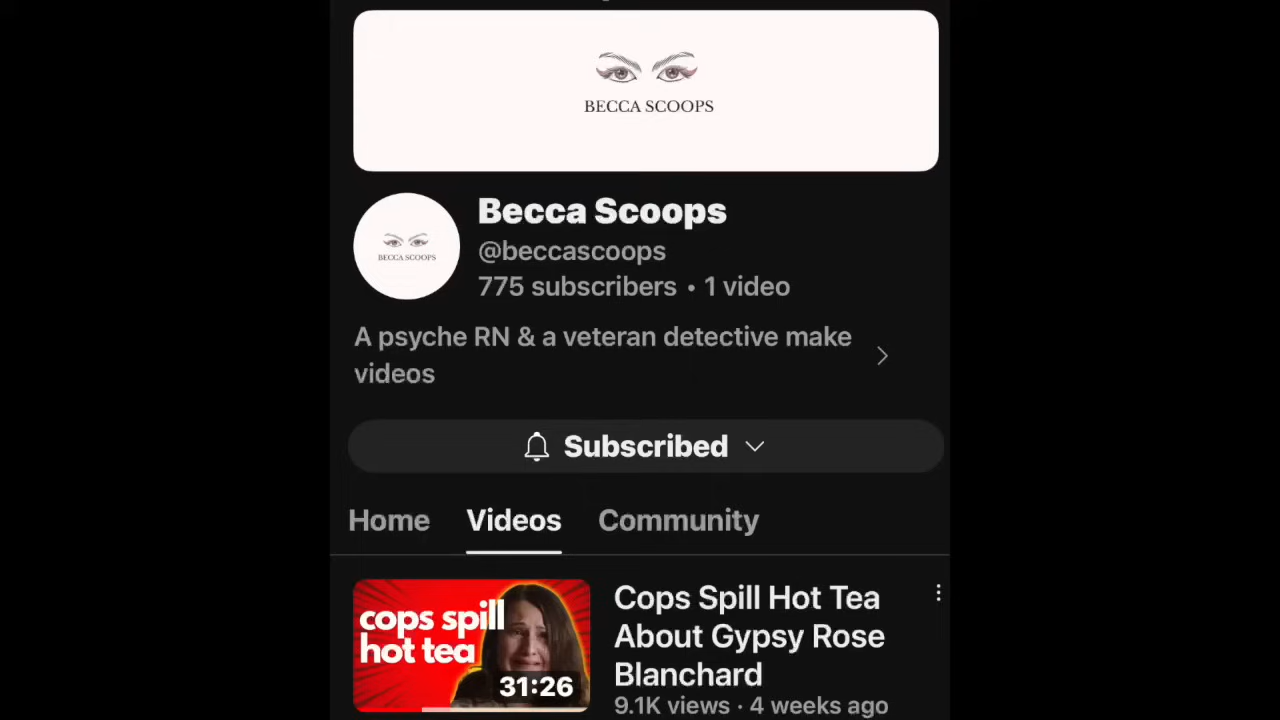 BECCA SCOOPS
BECCA SCOOPS
Becca Scoops
@beccascoops
775 subscribers • 1 video
A psyche RN & a veteran detective make
videos
Subscribed
Home Videos Community
cops spill
hot tea
31:26
Cops Spill Hot Tea
About Gypsy Rose
Blanchard
9.1K views · 4 weeks ago